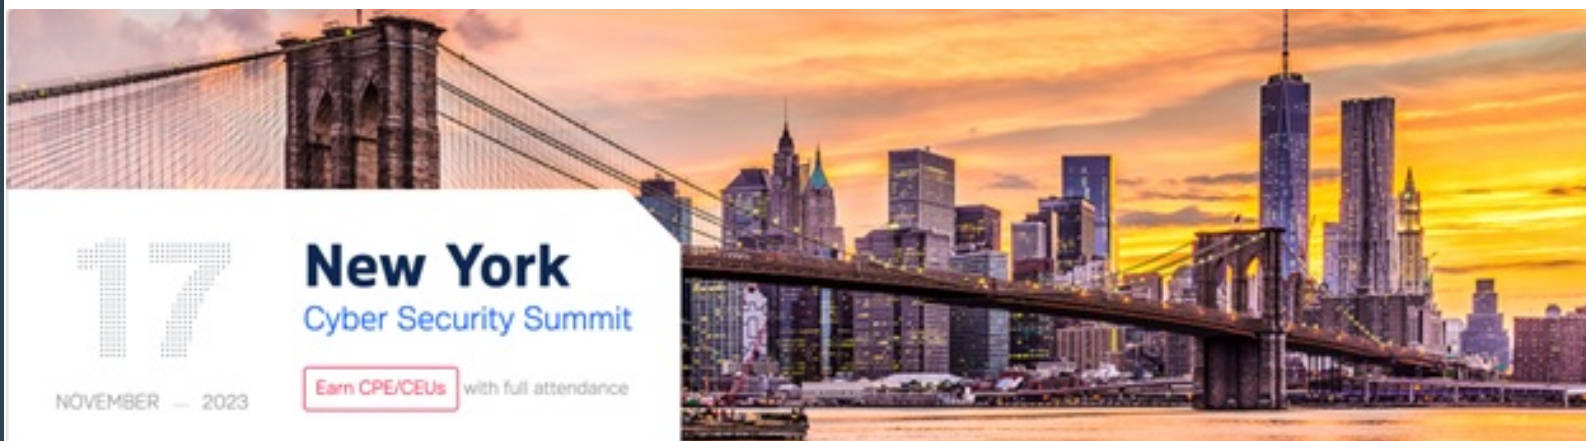 17
NOVEMBER — 2023
New York
Cyber Security Summit
Earn CPE/CEUs with full attendance